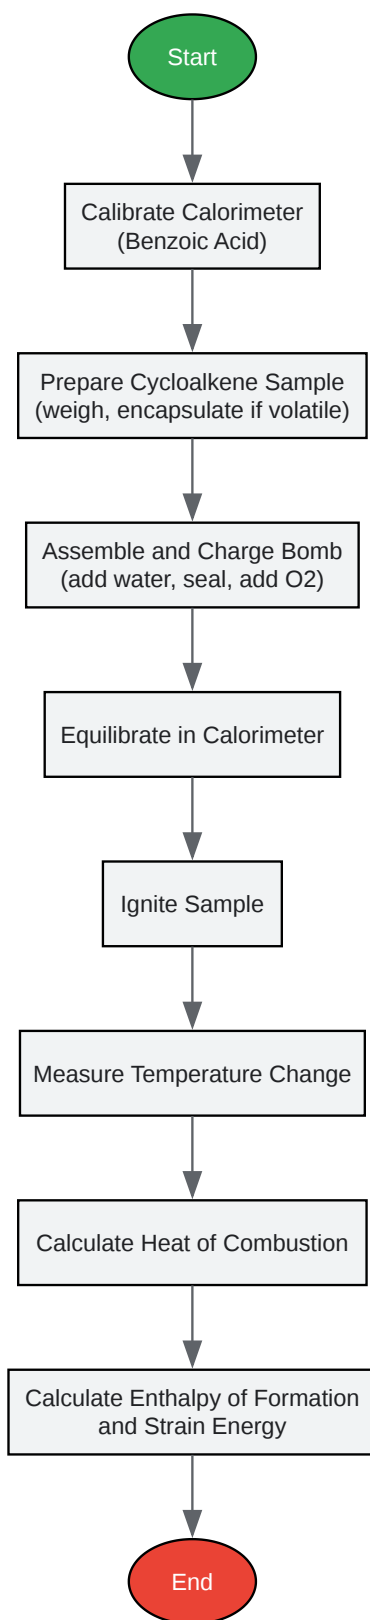 Start
Calibrate Calorimeter
(Benzoic Acid)
Prepare Cycloalkene Sample
(weigh, encapsulate if volatile)
Assemble and Charge Bomb
(add water, seal, add O2)
Equilibrate in Calorimeter
Ignite Sample
Measure Temperature Change
Calculate Heat of Combustion
Calculate Enthalpy of Formation
and Strain Energy
End